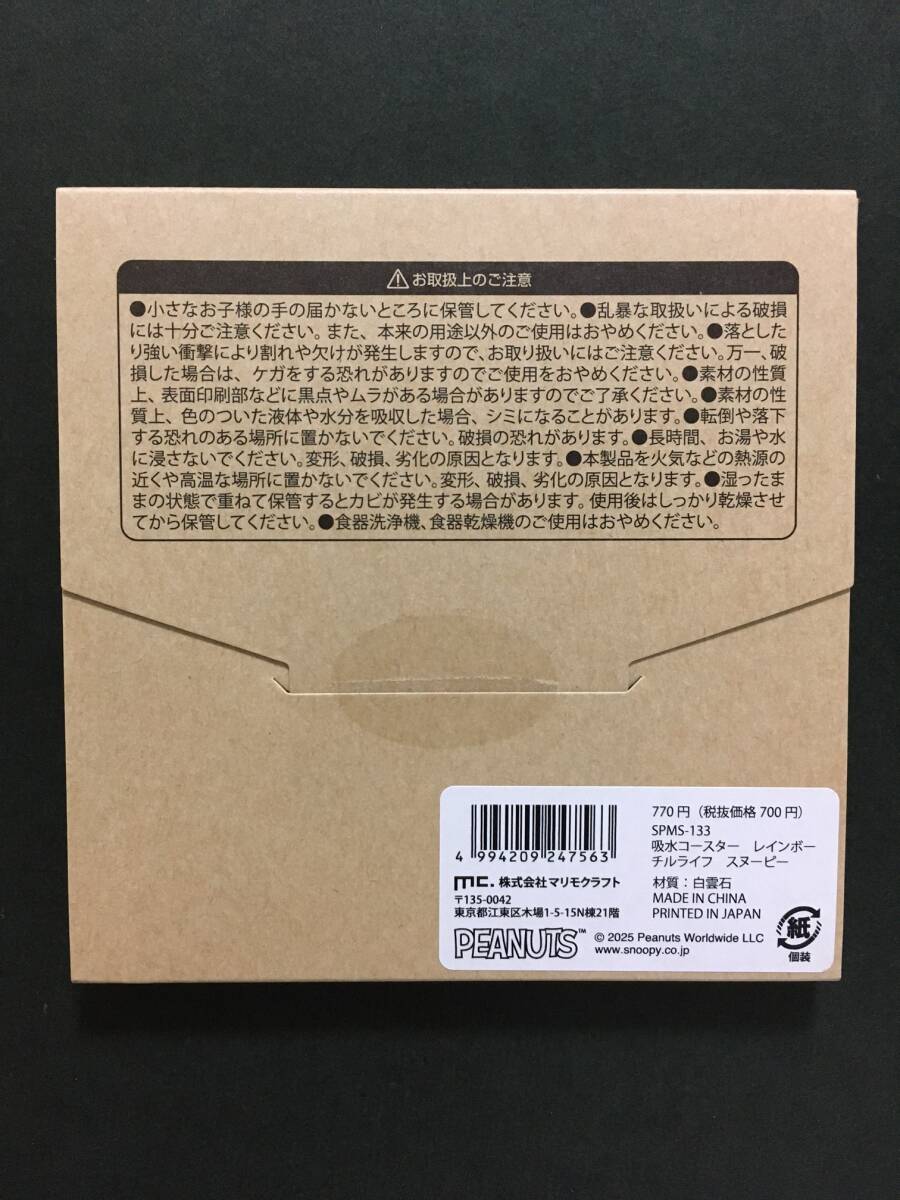 ⚠お取扱上のご注意
●小さなお子様の手の届かないところに保管してください。●乱暴な取扱いによる破損
には十分ご注意ください。また、本来の用途以外のご使用はおやめください。●落とした
り強い衝撃により割れや欠けが発生しますので、お取り扱いにはご注意ください。万一、破
損した場合は、ケガをする恐れがありますのでご使用をおやめください。●素材の性質
上、表面印刷部などに黒点やムラがある場合がありますのでご了承ください。●素材の性
質上、色のついた液体や水分を吸収した場合、シミになることがあります。●転倒や落下
する恐れのある場所に置かないでください。破損の恐れがあります。●長時間、お湯や水
に浸さないでください。変形、破損、劣化の原因となります。●本製品を火気などの熱源の
近くや高温な場所に置かないでください。変形、破損、劣化の原因となります。●湿ったま
まの状態で重ねて保管するとカビが発生する場合があります。使用後はしっかり乾燥させ
てから保管してください。●食器洗浄機、食器乾燥機のご使用はおやめください。
4 994209 247563
mc. 株式会社マリモクラフト
〒135-0042
東京都江東区木場1-5-15N棟21階
PEANUTS™
© 2025 Peanuts Worldwide LLC
www.snoopy.co.jp
770円（税抜価格 700円）
SPMS-133
吸水コースター　レインボー
チルライフ　スヌーピー
材質：白雲石
MADE IN CHINA
PRINTED IN JAPAN
紙
個装